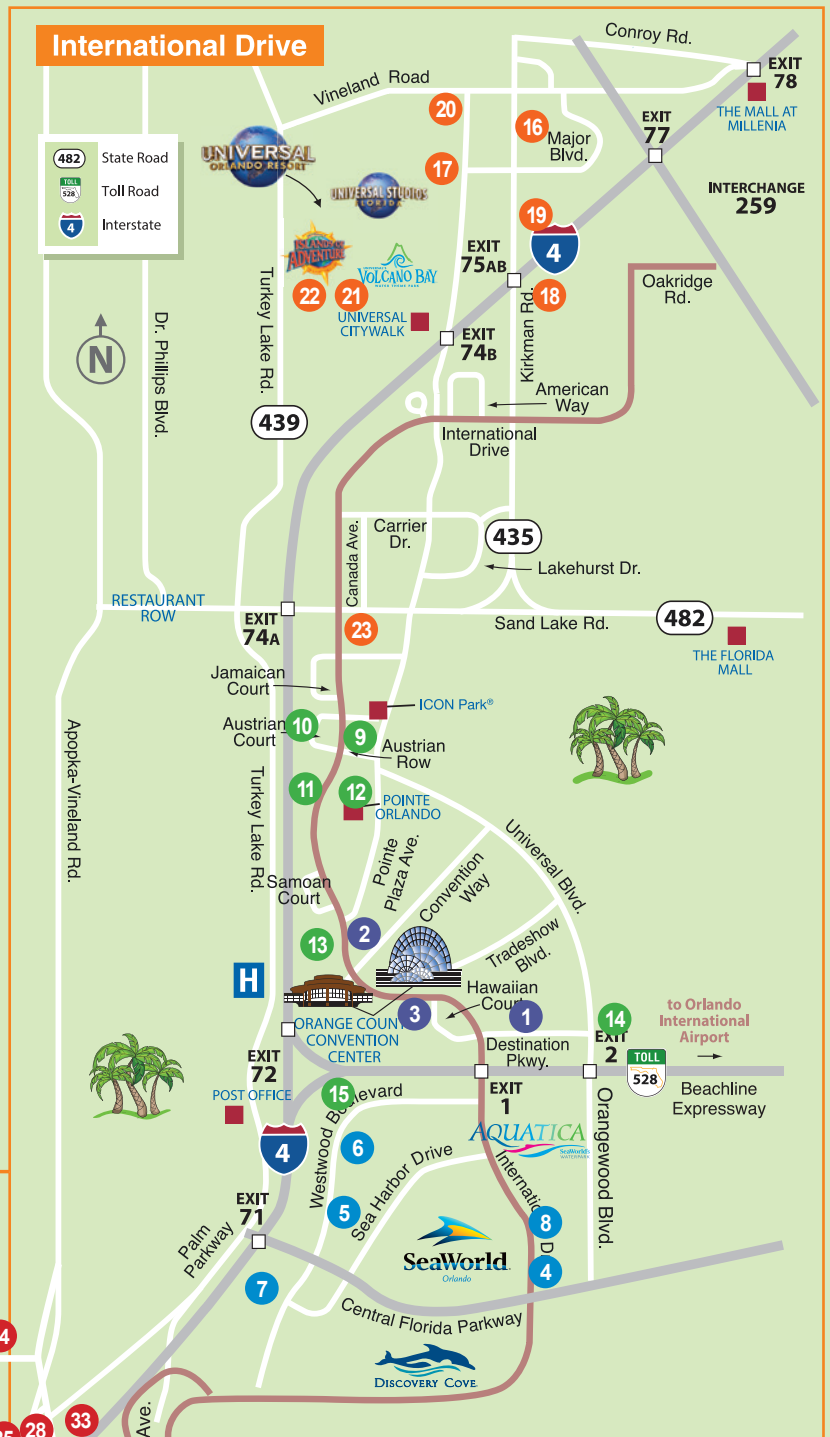 International Drive
Conroy Rd.
EXIT
78
THE MALL AT
MILLENIA
Vineland Road
20
16
Major
Blvd.
EXIT
77
482
State Road
TOLL
528
Toll Road
4
Interstate
UNIVERSAL
ORLANDO RESORT
17
UNIVERSAL STUDIOS
FLORIDA
INTERCHANGE
259
19
4
EXIT
75AB
ISLANDS OF
ADVENTURE
VOLCANO BAY
Oakridge
Rd.
22
21
18
Turkey Lake Rd.
UNIVERSAL
CITYWALK
Kirkman Rd.
N
Dr. Phillips Blvd.
EXIT
74B
American
Way
439
International
Drive
Canada Ave.
Carrier
Dr.
435
Lakehurst Dr.
RESTAURANT
ROW
EXIT
74A
23
Sand Lake Rd.
482
THE FLORIDA
MALL
Jamaican
Court
ICON Park®
10
Austrian
Court
9
Austrian
Row
Apopka-Vineland Rd.
Turkey Lake Rd.
11
12
POINTE
ORLANDO
Universal Blvd.
Pointe
Plaza Ave.
Convention
Way
Samoan
Court
2
13
Tradeshow
Blvd.
H
Hawaiian
Court
3
1
14
to Orlando
International
Airport
ORANGE COUNTY
CONVENTION
CENTER
Destination
Pkwy.
EXIT
2
TOLL
528
EXIT
72
POST OFFICE
EXIT
1
Beachline
Expressway
15
Westwood Boulevard
AQUATICA
SeaWorld's
WATERPARK
4
6
Sea Harbor Drive
International Dr
Orangewood Blvd.
EXIT
71
5
8
Palm
Parkway
SeaWorld
Orlando
4
7
Central Florida Parkway
DISCOVERY COVE
28
33
Ave.